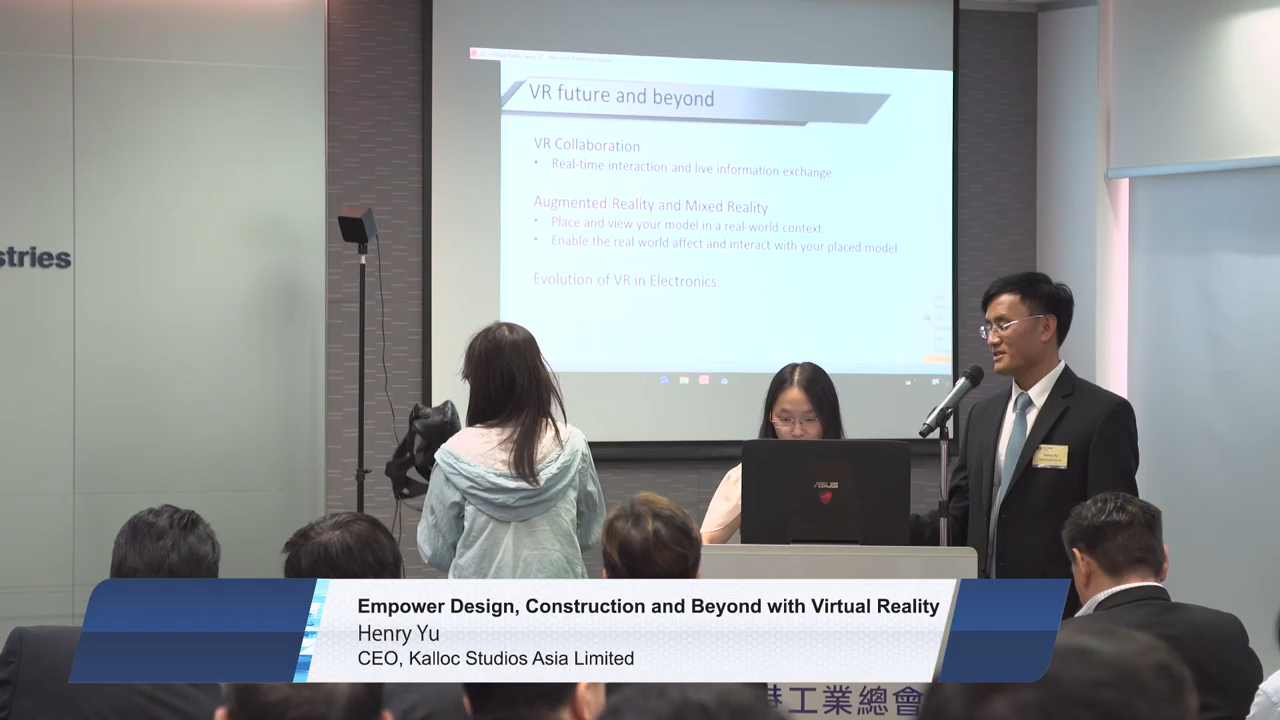 VR future and beyond
VR Collaboration
• Real-time interaction and live information exchange
Augmented Reality and Mixed Reality
• Place and view your model in a real-world context
• Enable the real world affect and interact with your placed model
Evolution of VR in Electronics
stries
ASUS
Henry Yu
Empower Design, Construction and Beyond with Virtual Reality
Henry Yu
CEO, Kalloc Studios Asia Limited
港工業總會